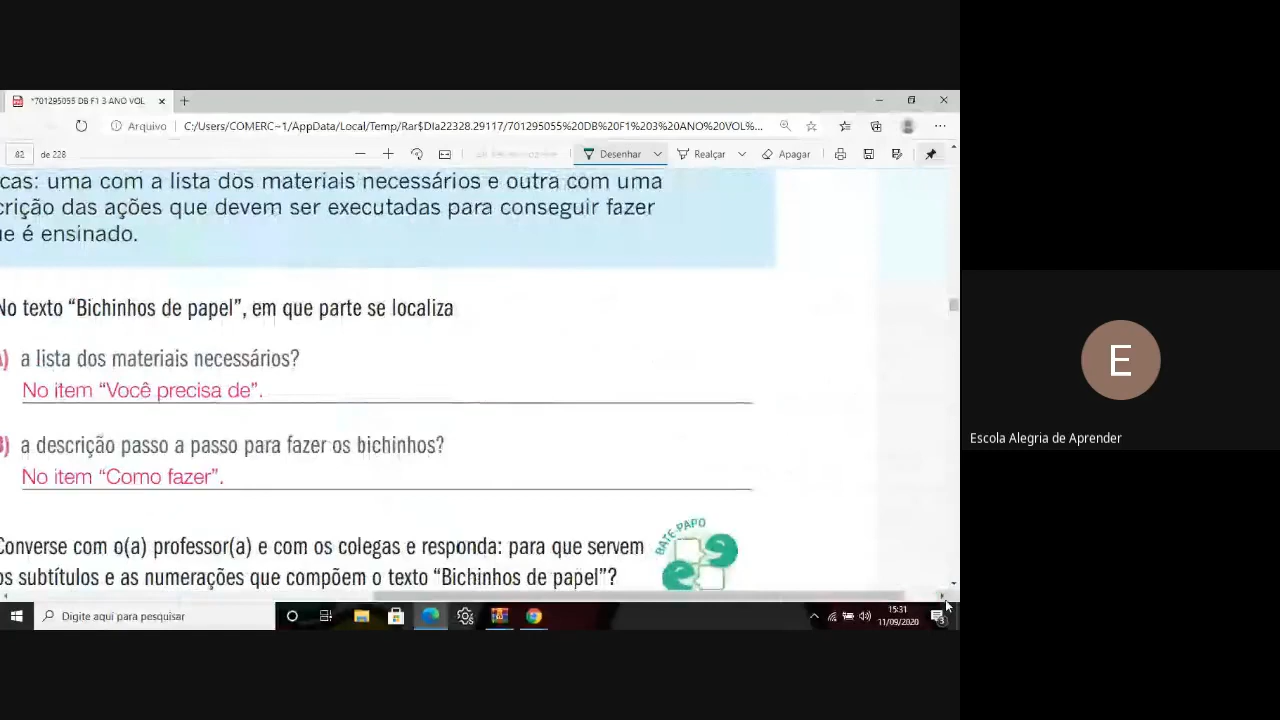 *701295055 DB F1 3 ANO VOL
Arquivo | C:/Users/COMERC~1/AppData/Local/Temp/Rar$DIa22328.29117/701295055%20DB%20F1%203%20ANO%20VOL%...
82 de 228
Desenhar Realçar Apagar
cas: uma com a lista dos materiais necessários e outra com uma
crição das ações que devem ser executadas para conseguir fazer
ue é ensinado.
No texto “Bichinhos de papel”, em que parte se localiza
A) a lista dos materiais necessários?
No item “Você precisa de”.
B) a descrição passo a passo para fazer os bichinhos?
No item “Como fazer”.
BATE-PAPO
Converse com o(a) professor(a) e com os colegas e responda: para que servem
os subtítulos e as numerações que compõem o texto “Bichinhos de papel”?
Digite aqui para pesquisar
15:31
11/09/2020
3
E
Escola Alegria de Aprender